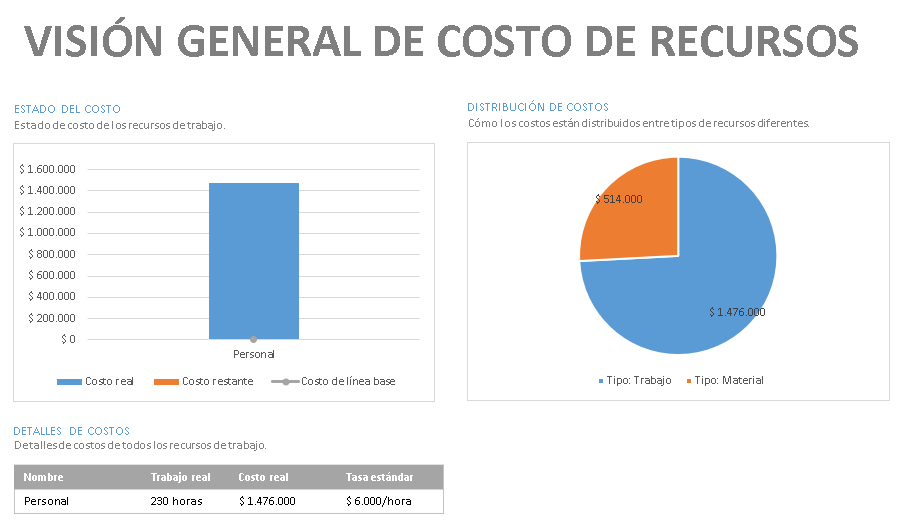 VISIÓN GENERAL DE COSTO DE RECURSOS
ESTADO DEL COSTO
Estado de costo de los recursos de trabajo.
$ 1.600.000
$ 1.400.000
$ 1.200.000
$ 1.000.000
$ 800.000
$ 600.000
$ 400.000
$ 200.000
$ 0
Personal
Costo real Costo restante Costo de línea base
DISTRIBUCIÓN DE COSTOS
Cómo los costos están distribuidos entre tipos de recursos diferentes.
$ 514.000
$ 1.476.000
Tipo: Trabajo Tipo: Material
DETALLES DE COSTOS
Detalles de costos de todos los recursos de trabajo.
Nombre Trabajo real Costo real Tasa estándar
Personal 230 horas $ 1.476.000 $ 6.000/hora